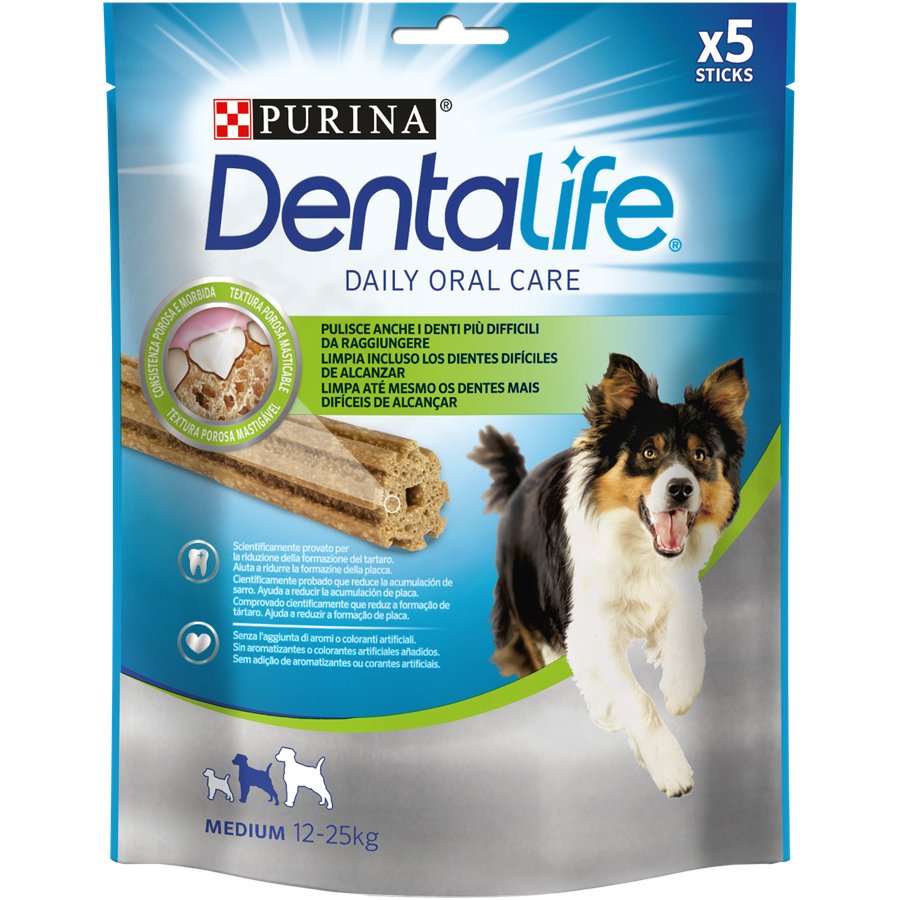 x5
STICKS
PURINA®
Dentalife®
DAILY ORAL CARE
CONSISTENZA POROSA E MORBIDA
TEXTURA POROSA MASTICABLE
TEXTURA POROSA MASTIGÁVEL
PULISCE ANCHE I DENTI PIÙ DIFFICILI
DA RAGGIUNGERE
LIMPIA INCLUSO LOS DIENTES DIFÍCILES
DE ALCANZAR
LIMPA ATÉ MESMO OS DENTES MAIS
DIFÍCEIS DE ALCANÇAR
Scientificamente provato per
la riduzione della formazione del tartaro.
Aiuta a ridurre la formazine della placca.
Científicamente probado que reduce la acumulación de
sarro. Ayuda a reducir la acumulación de placa.
Comprovado cientificamente que reduz a formação de
tártaro. Ajuda a reduzir a formação de placa.
Senza l'aggiunta di aromi o coloranti artificiali.
Sin aromatizantes o colorantes artificiales añadidos.
Sem adição de aromatizantes ou corantes artificiais.
MEDIUM 12-25kg